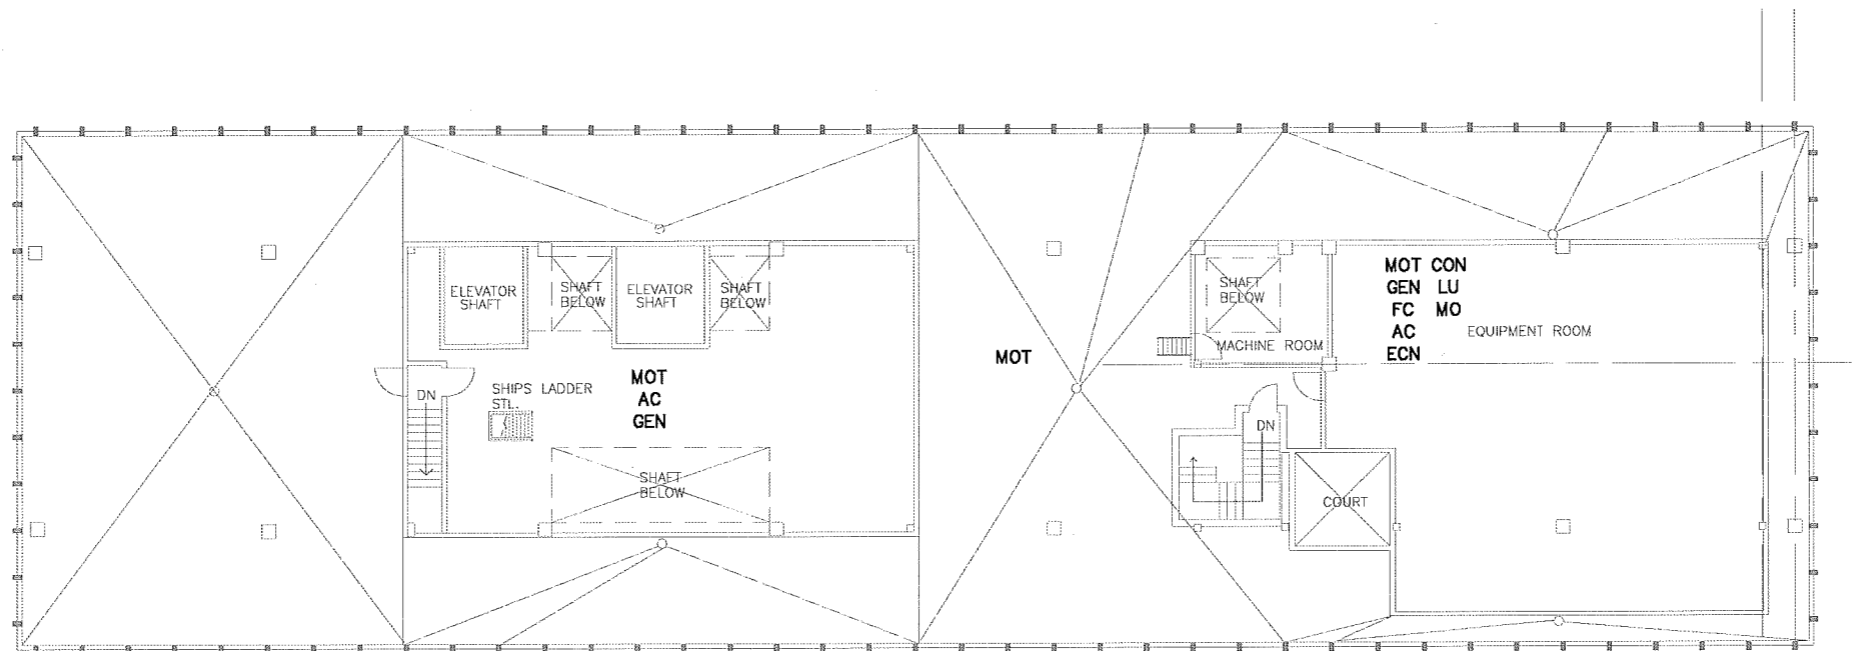 ELEVATOR
SHAFT
SHAFT
BELOW
ELEVATOR
SHAFT
SHAFT
BELOW
DN
SHIPS LADDER
STL.
MOT
AC
GEN
SHAFT
BELOW
MOT
SHAFT
BELOW
MACHINE ROOM
DN
COURT
MOT CON
GEN LU
FC MO
AC
ECN
EQUIPMENT ROOM